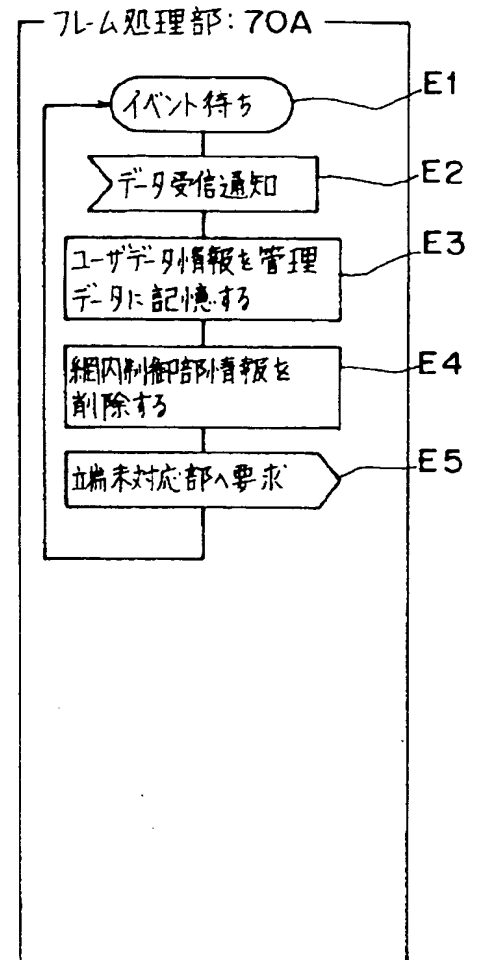 フレーム処理部:70A
イベント待ち
E1
データ受信通知
E2
ユーザデータ情報を管理
データに記憶する
E3
網内制御部情報を
削除する
E4
端末対応部へ要求
E5